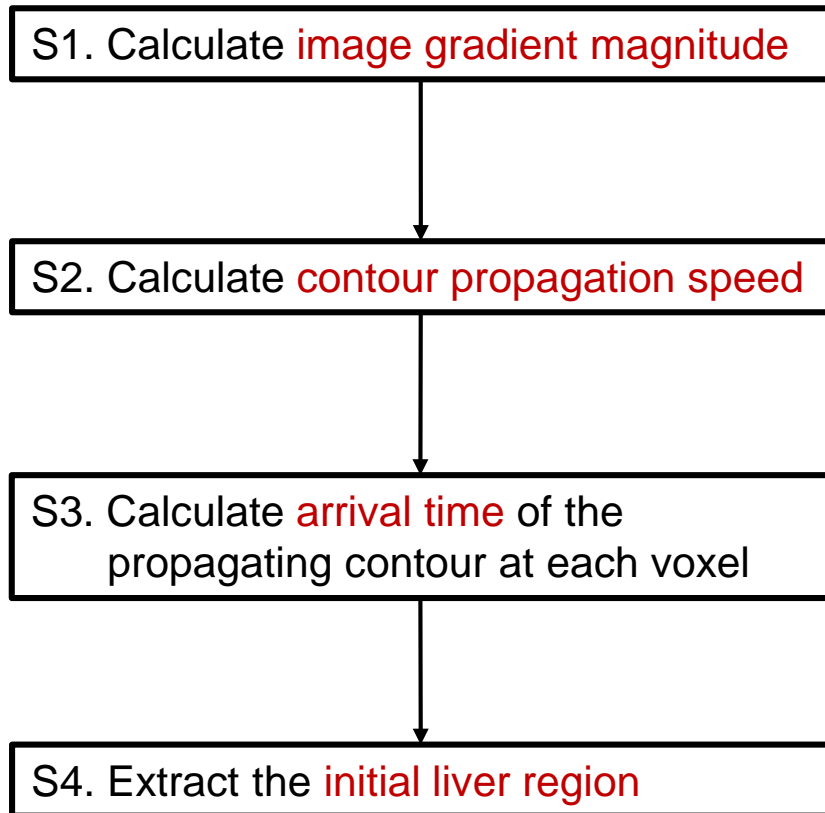 S1. Calculate image gradient magnitude
S2. Calculate contour propagation speed
S3. Calculate arrival time of the
propagating contour at each voxel
S4. Extract the initial liver region